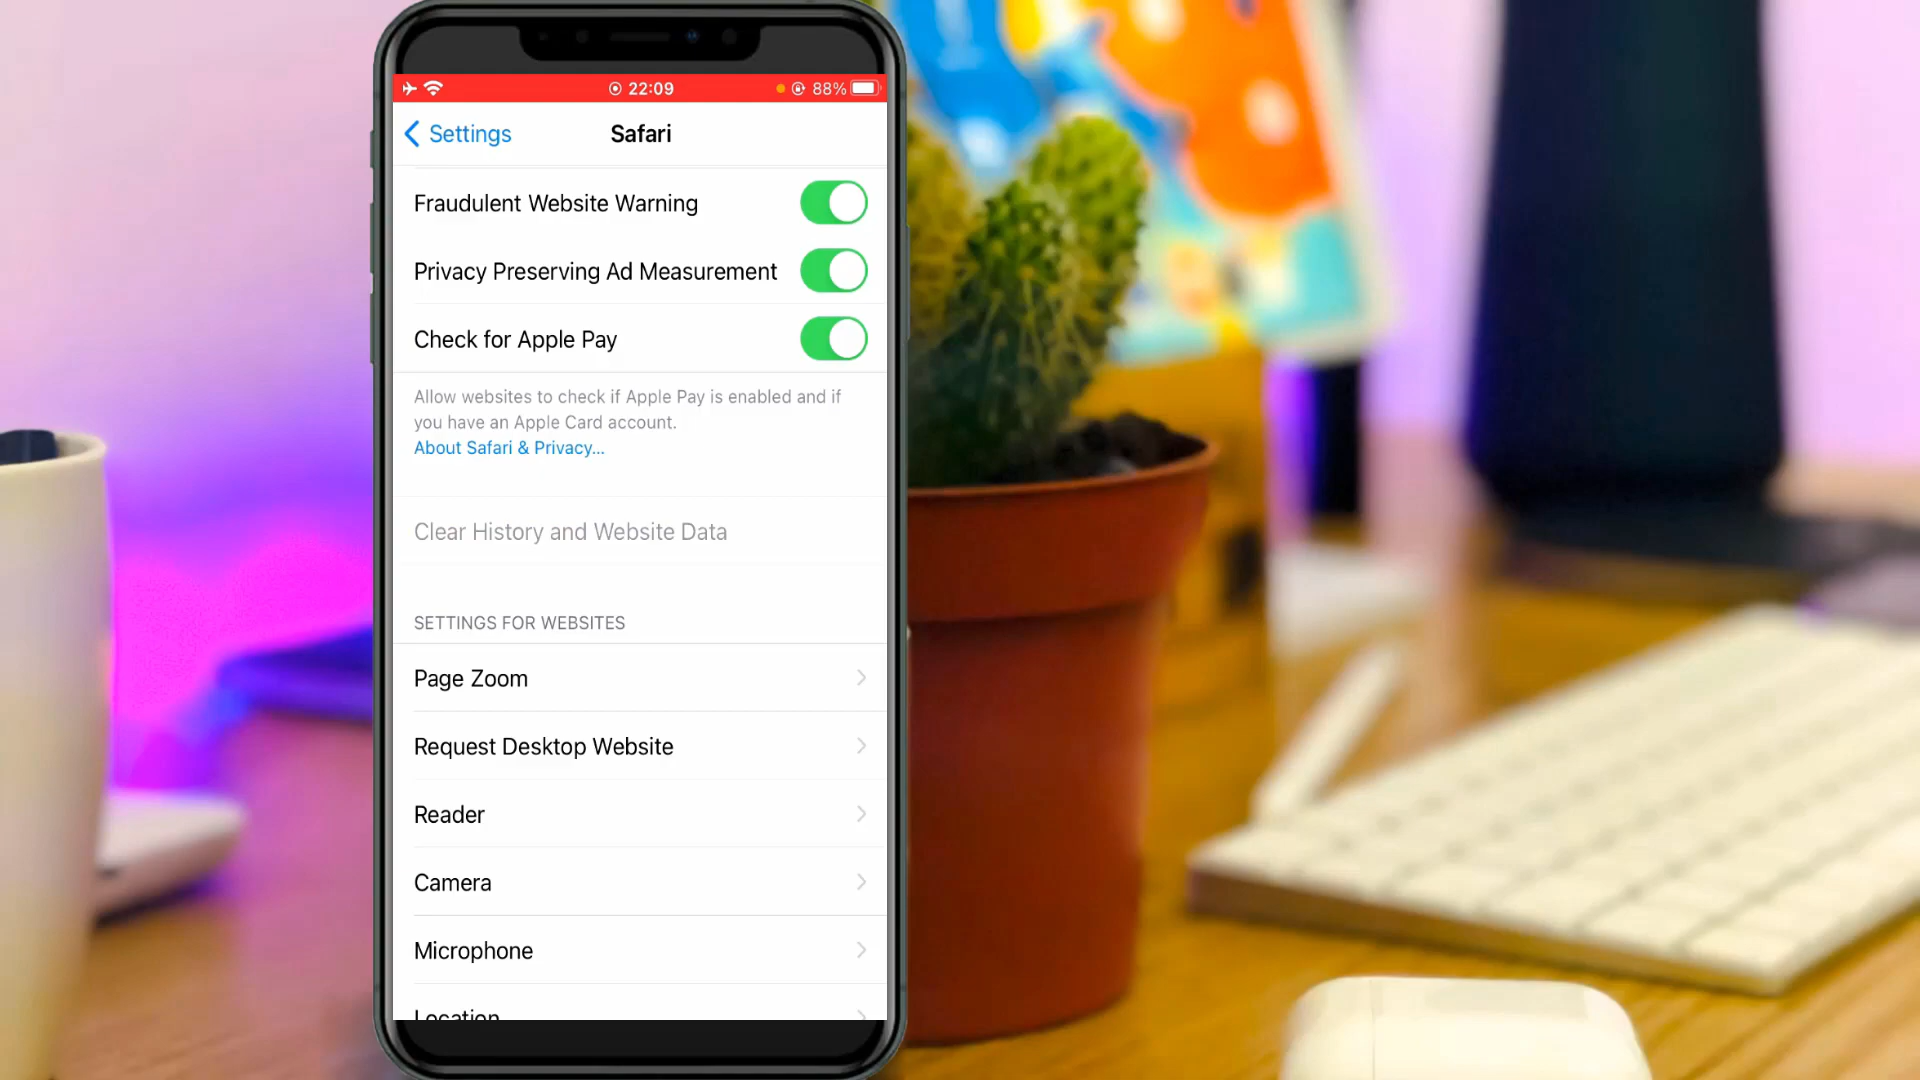 22:09
88%
Settings
Safari
Fraudulent Website Warning
Privacy Preserving Ad Measurement
Check for Apple Pay
Allow websites to check if Apple Pay is enabled and if
you have an Apple Card account.
About Safari & Privacy...
Clear History and Website Data
SETTINGS FOR WEBSITES
Page Zoom
Request Desktop Website
Reader
Camera
Microphone
Location